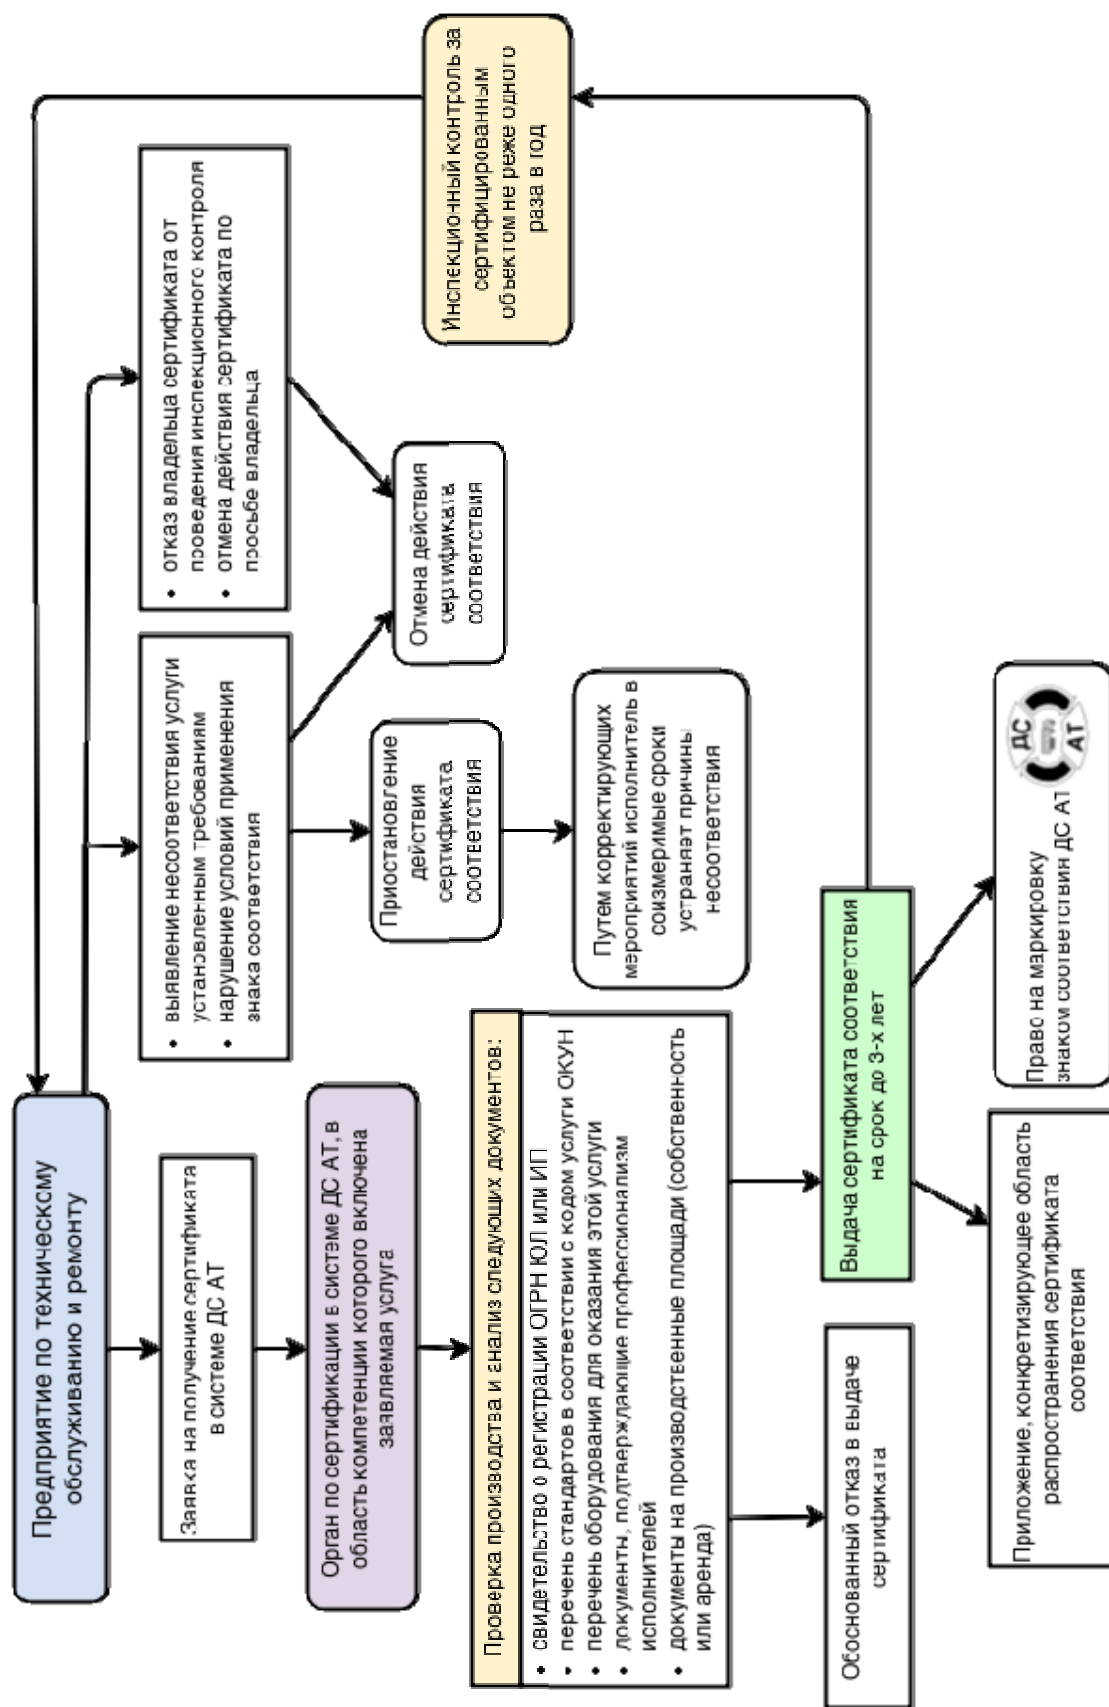 Предприятие по техническому
обслуживанию и ремонту
Заявка на получение сертификата
в системе ДС АТ
Орган по сертификации в системе ДС АТ, в
область компетенции которого включена
заявляемая услуга
Проверка производства и анализ следующих документов:
• свидетельство о регистрации ОГРН ЮЛ или ИП
• перечень стандартов в соответствии с кодом услуги ОКУН
• перечень оборудования для оказания этой услуги
• документы, подтверждающие профессионализм
исполнителей
• документы на производственные площади (собственность
или аренда)
Обоснованный отказ в выдаче
сертификата
Выдача сертификата соответствия
на срок до 3-х лет
Приложение, конкретизирующее область
распространения сертификата
соответствия
Право на маркировку
знаком соответствия ДС АТ
ДС
АТ
• выявление несоответствия услуги
установленным требованиям
• нарушение условий применения
знака соответствия
• отказ владельца сертификата от
проведения инспекционного контроля
• отмена действия сертификата по
просьбе владельца
Приостановление
действия
сертификата
соответствия
Отмена действия
сертификата
соответствия
Путем корректирующих
мероприятий исполнитель в
соизмеримые сроки
устраняет причины
несоответствия
Инспекционный контроль за
сертифицированным
объектом не реже одного
раза в год